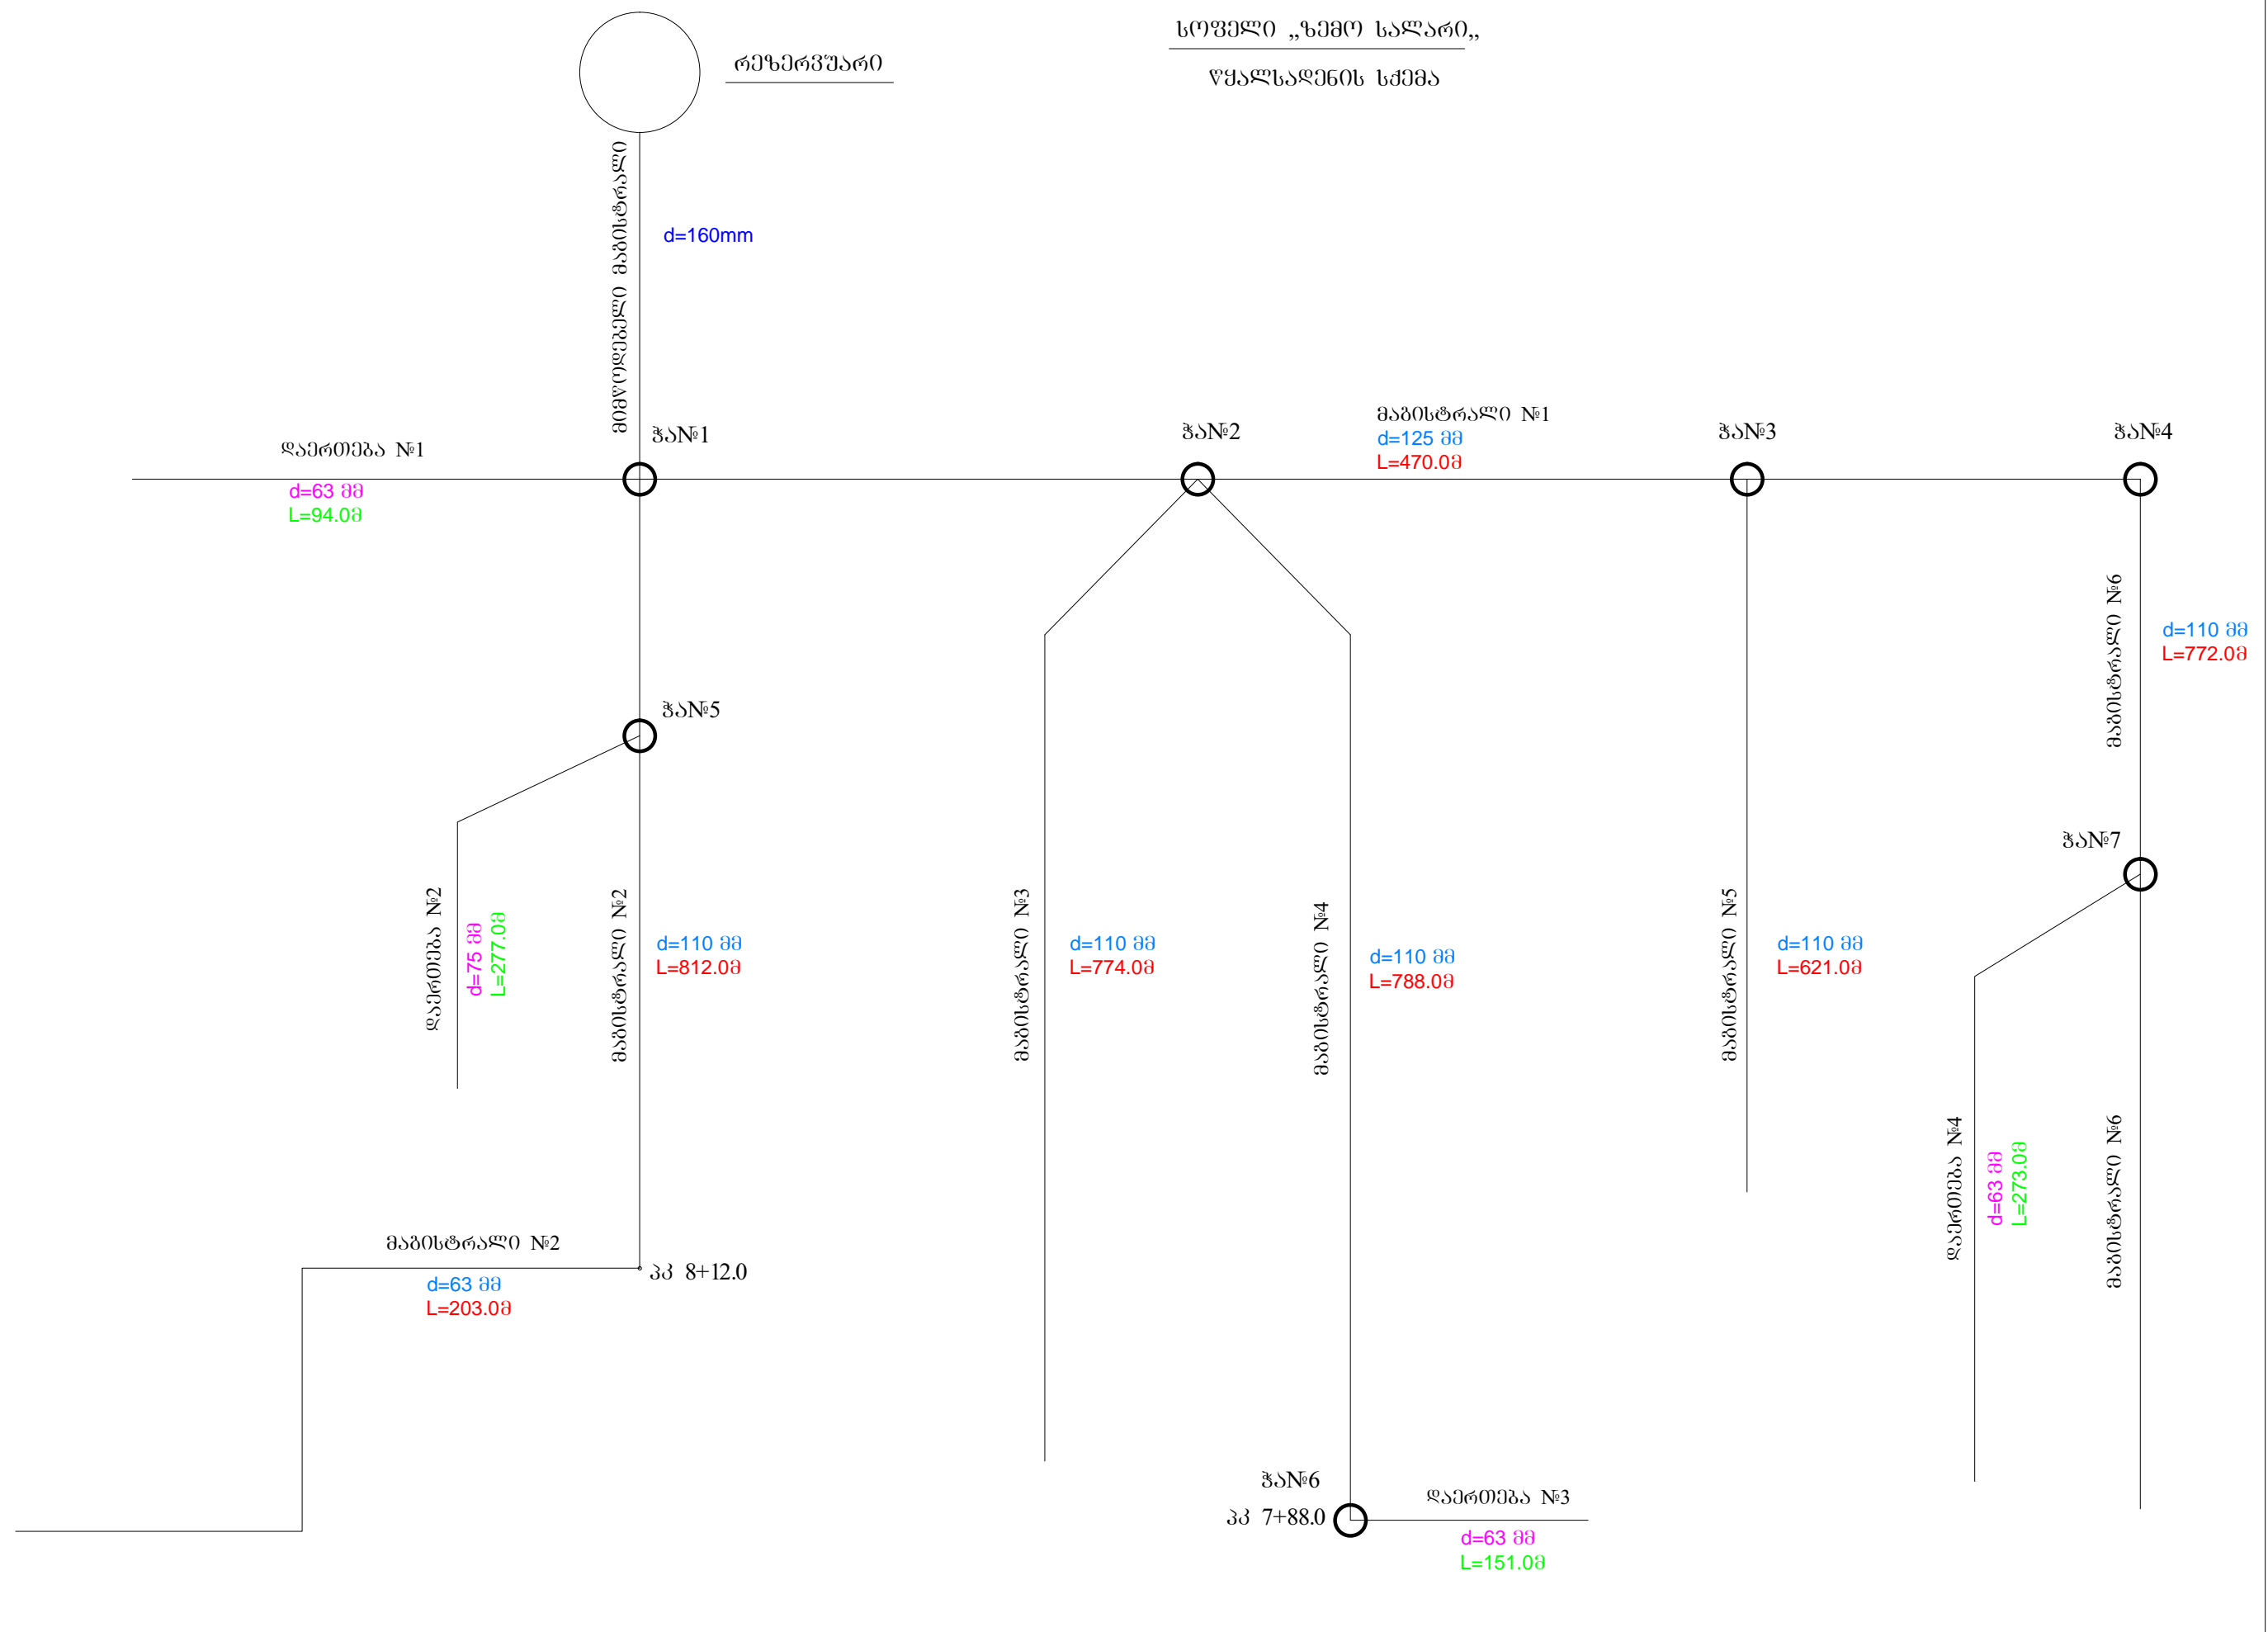 სოფელი „ზემო სალარი„
წყალსადენის სქემა
რეზერვუარი
მიმწოდებელი მაგისტრალი
d=160mm
ჭა№1
დაერთება №1
d=63 მმ
L=94.0მ
ჭა№2
მაგისტრალი №1
d=125 მმ
L=470.0მ
ჭა№3
ჭა№4
მაგისტრალი №6
d=110 მმ
L=772.0მ
ჭა№5
დაერთება №2
d=75 მმ
L=277.0მ
მაგისტრალი №2
d=110 მმ
L=812.0მ
მაგისტრალი №3
d=110 მმ
L=774.0მ
მაგისტრალი №4
d=110 მმ
L=788.0მ
მაგისტრალი №5
d=110 მმ
L=621.0მ
ჭა№7
დაერთება №4
d=63 მმ
L=273.0მ
მაგისტრალი №6
მაგისტრალი №2
d=63 მმ
L=203.0მ
პკ 8+12.0
ჭა№6
პკ 7+88.0
დაერთება №3
d=63 მმ
L=151.0მ